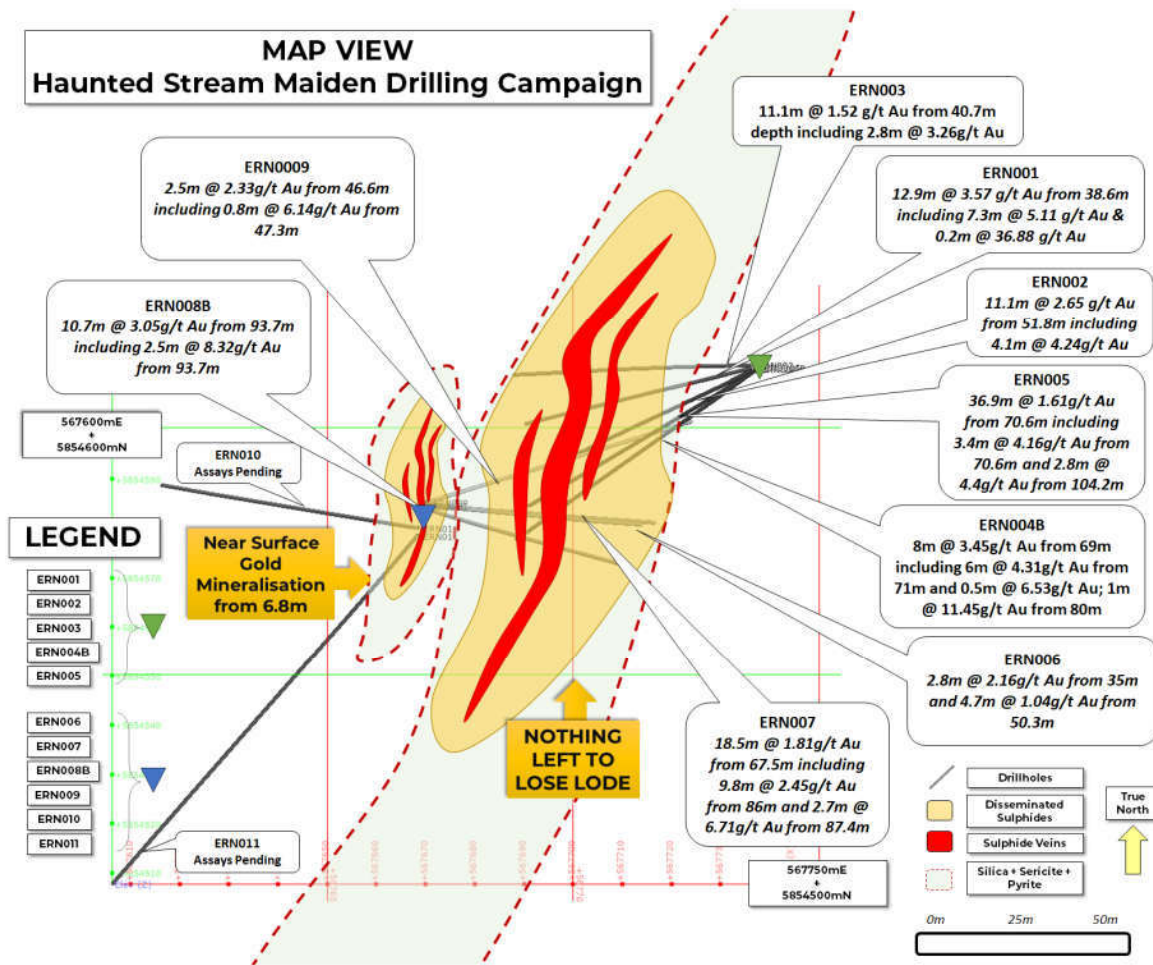 MAP VIEW
Haunted Stream Maiden Drilling Campaign
ERN003
11.1m @ 1.52 g/t Au from 40.7m
depth including 2.8m @ 3.26g/t Au
ERN0009
2.5m @ 2.33g/t Au from 46.6m
including 0.8m @ 6.14g/t Au from
47.3m
ERN001
12.9m @ 3.57 g/t Au from 38.6m
including 7.3m @ 5.11 g/t Au &
0.2m @ 36.88 g/t Au
ERN008B
10.7m @ 3.05g/t Au from 93.7m
including 2.5m @ 8.32g/t Au
from 93.7m
ERN002
11.1m @ 2.65 g/t Au
from 51.8m including
4.1m @ 4.24g/t Au
ERN005
36.9m @ 1.61g/t Au
from 70.6m including
3.4m @ 4.16g/t Au from
70.6m and 2.8m @
4.4g/t Au from 104.2m
567600mE
+
5854600mN
ERN010
Assays Pending
ERN004B
8m @ 3.45g/t Au from 69m
including 6m @ 4.31g/t Au from
71m and 0.5m @ 6.53g/t Au; 1m
@ 11.45g/t Au from 80m
LEGEND
Near Surface
Gold
Mineralisation
from 6.8m
ERN001
ERN002
ERN003
ERN004B
ERN005
ERN006
2.8m @ 2.16g/t Au from 35m
and 4.7m @ 1.04g/t Au from
50.3m
ERN006
ERN007
ERN008B
ERN009
ERN010
ERN011
NOTHING
LEFT TO
LOSE LODE
ERN007
18.5m @ 1.81g/t Au
from 67.5m including
9.8m @ 2.45g/t Au
from 86m and 2.7m @
6.71g/t Au from 87.4m
ERN011
Assays Pending
Drillholes
Disseminated
Sulphides
Sulphide Veins
Silica + Sericite +
Pyrite
True
North
+567660
+567670
+567680
+567690
+567710
+567720
567750mE
+
5854500mN
0m 25m 50m